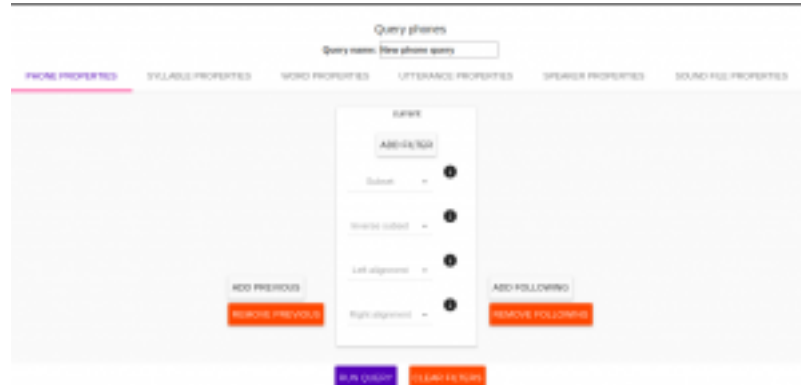 Query phones
Query name: New phone query
PHONE PROPERTIES SYLLABLE PROPERTIES WORD PROPERTIES UTTERANCE PROPERTIES SPEAKER PROPERTIES SOUND FILE PROPERTIES
current
ADD FILTER
Subset
Inverse subset
Left alignment
ADD PREVIOUS ADD FOLLOWING
REMOVE PREVIOUS Right alignment REMOVE FOLLOWING
RUN QUERY CLEAR FILTERS